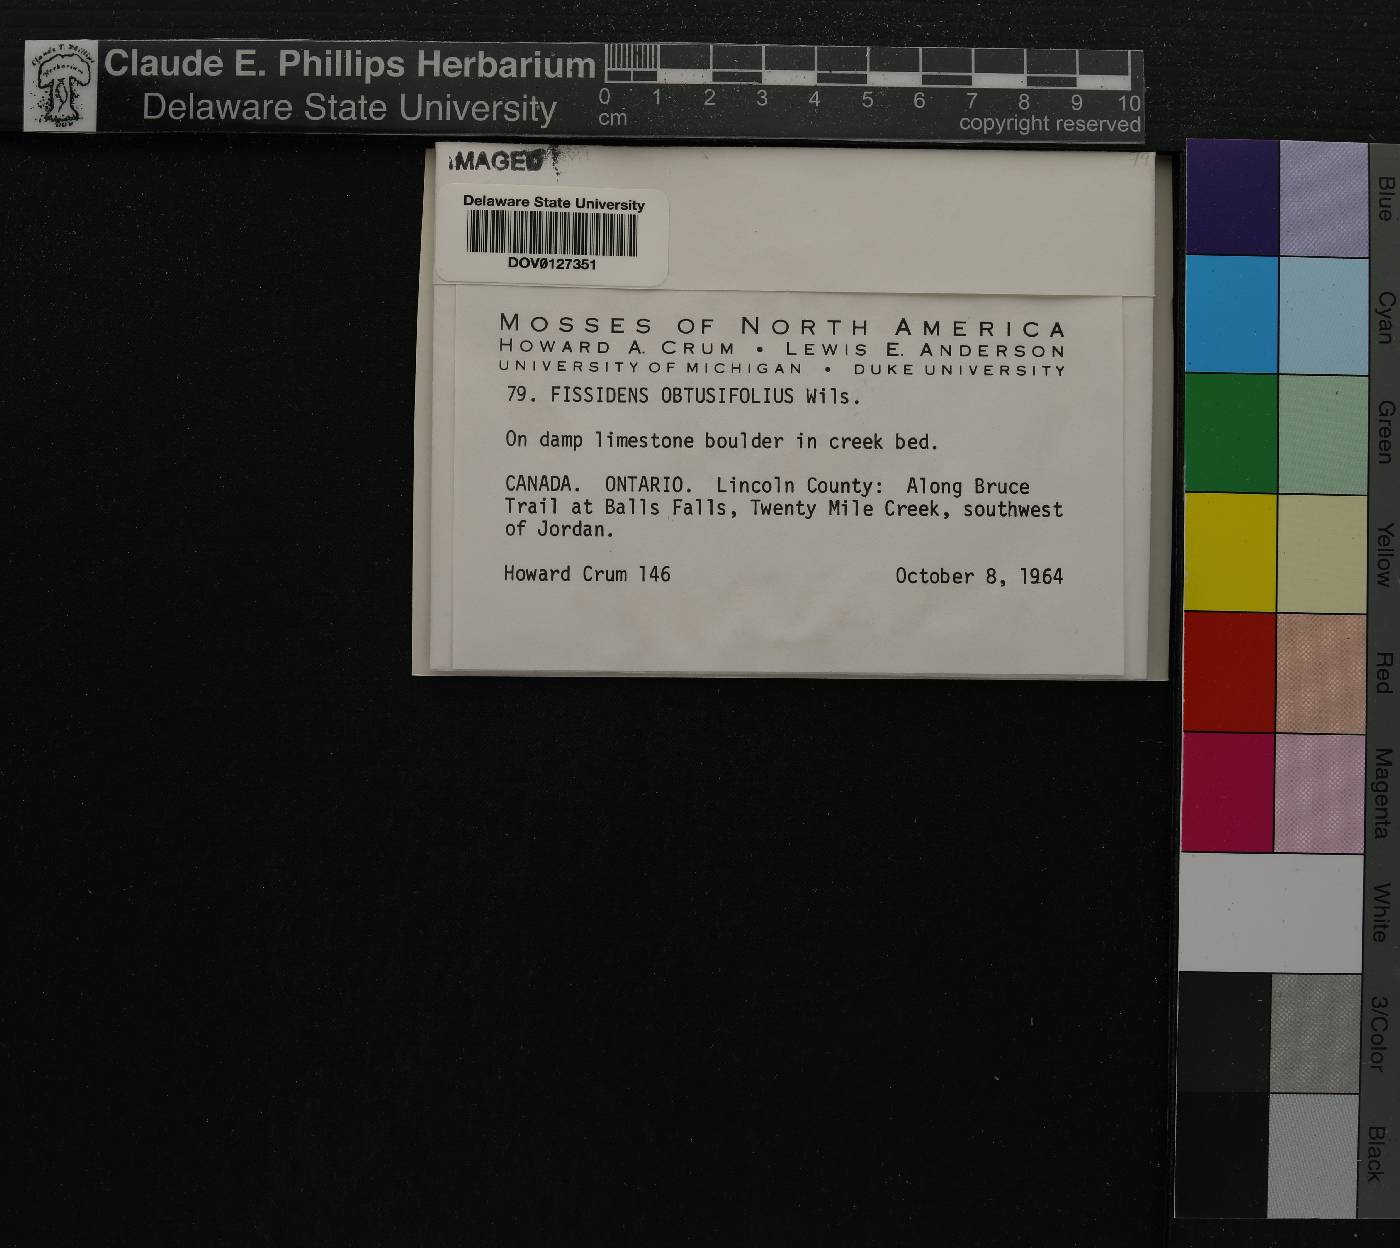 Claude E. Phillips Herbarium
Delaware State University
0 1 2 3 4 5 6 7 8 9 10
cm
copyright reserved
IMAGED
Delaware State University
DOV0127351
MOSSES OF NORTH AMERICA
HOWARD A. CRUM • LEWIS E. ANDERSON
UNIVERSITY OF MICHIGAN • DUKE UNIVERSITY
79. FISSIDENS OBTUSIFOLIUS Wils.
On damp limestone boulder in creek bed.
CANADA. ONTARIO. Lincoln County: Along Bruce
Trail at Balls Falls, Twenty Mile Creek, southwest
of Jordan.
Howard Crum 146 October 8, 1964
Blue
Cyan
Green
Yellow
Red
Magenta
White
3/Color
Black